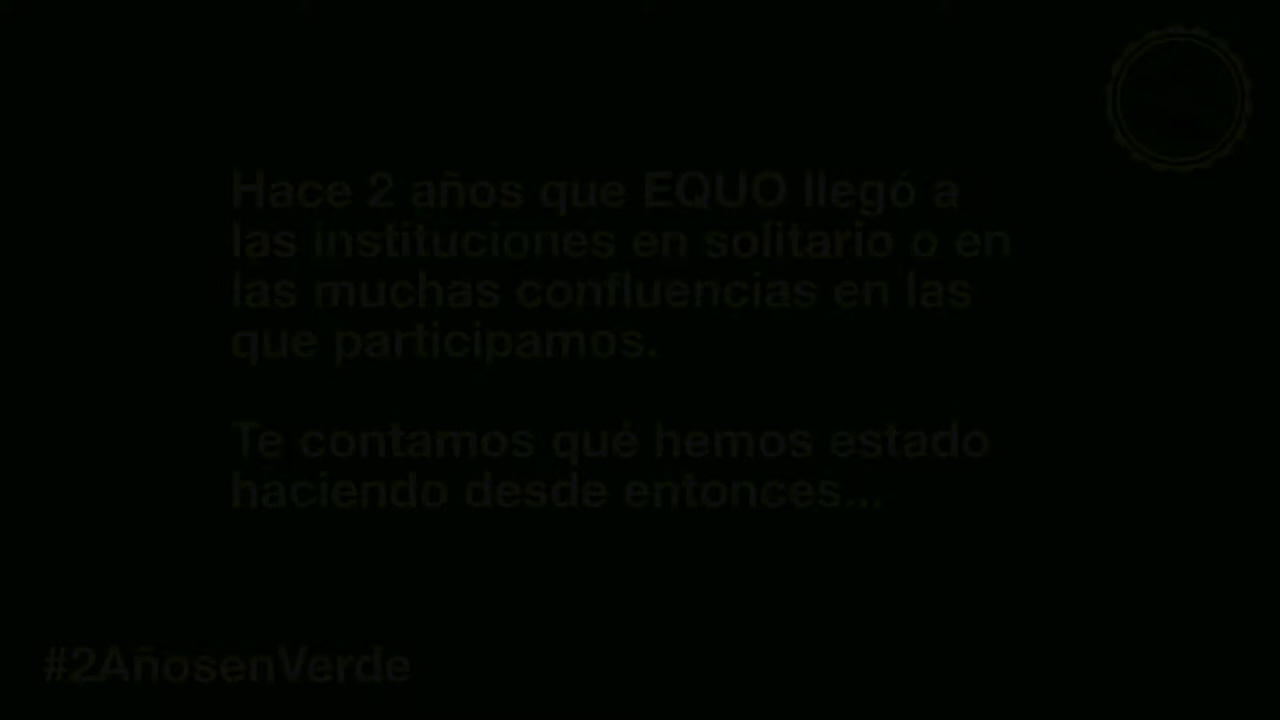 Hace 2 años que EQUO llegó a
las instituciones en solitario o en
las muchas confluencias en las
que participamos.
Te contamos qué hemos estado
haciendo desde entonces...
#2AñosenVerde